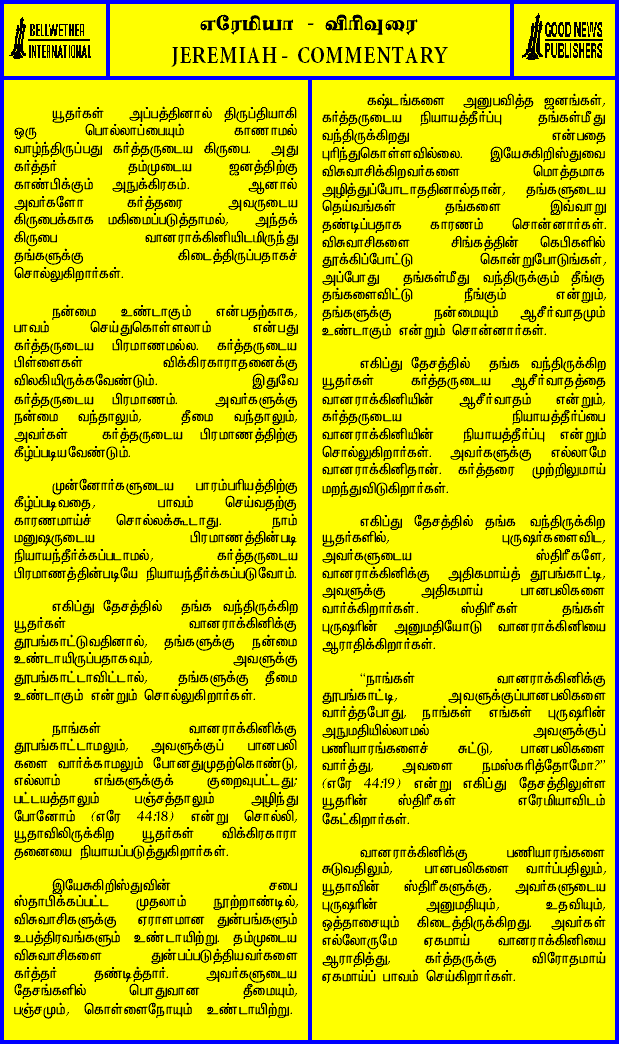 BELLWETHER
INTERNATIONAL
எரேமியா - விரிவுரை
JEREMIAH - COMMENTARY
GOOD NEWS
PUBLISHERS
யூதர்கள் அப்பத்தினால் திருப்தியாகி
ஒரு பொல்லாப்பையும் காணாமல்
வாழ்ந்திருப்பது கர்த்தருடைய கிருபை. அது
கர்த்தர் தம்முடைய ஜனத்திற்கு
காண்பிக்கும் அநுக்கிரகம். ஆனால்
அவர்களோ கர்த்தரை அவருடைய
கிருபைக்காக மகிமைப்படுத்தாமல், அந்தக்
கிருபை வானராக்கினியிடமிருந்து
தங்களுக்கு கிடைத்திருப்பதாகச்
சொல்லுகிறார்கள்.
நன்மை உண்டாகும் என்பதற்காக,
பாவம் செய்துகொள்ளலாம் என்பது
கர்த்தருடைய பிரமாணமல்ல. கர்த்தருடைய
பிள்ளைகள் விக்கிரகாராதனைக்கு
விலகியிருக்கவேண்டும். இதுவே
கர்த்தருடைய பிரமாணம். அவர்களுக்கு
நன்மை வந்தாலும், தீமை வந்தாலும்,
அவர்கள் கர்த்தருடைய பிரமாணத்திற்கு
கீழ்ப்படியவேண்டும்.
முன்னோர்களுடைய பாரம்பரியத்திற்கு
கீழ்ப்படிவதை, பாவம் செய்வதற்கு
காரணமாய்ச் சொல்லக்கூடாது. நாம்
மனுஷருடைய பிரமாணத்தின்படி
நியாயந்தீர்க்கப்படாமல், கர்த்தருடைய
பிரமாணத்தின்படியே நியாயந்தீர்க்கப்படுவோம்.
எகிப்து தேசத்தில் தங்க வந்திருக்கிற
யூதர்கள் வானராக்கினிக்கு
தூபங்காட்டுவதினால், தங்களுக்கு நன்மை
உண்டாயிருப்பதாகவும், அவளுக்கு
தூபங்காட்டாவிட்டால், தங்களுக்கு தீமை
உண்டாகும் என்றும் சொல்லுகிறார்கள்.
நாங்கள் வானராக்கினிக்கு
தூபங்காட்டாமலும், அவளுக்குப் பானபலி
களை வார்க்காமலும் போனதுமுதற்கொண்டு,
எல்லாம் எங்களுக்குக் குறைவுபட்டது;
பட்டயத்தாலும் பஞ்சத்தாலும் அழிந்து
போனோம் (எரே 44:18) என்று சொல்லி,
யூதாவிலிருக்கிற யூதர்கள் விக்கிரகாரா
தனையை நியாயப்படுத்துகிறார்கள்.
இயேசுகிறிஸ்துவின் சபை
ஸ்தாபிக்கப்பட்ட முதலாம் நூற்றாண்டில்,
விசுவாசிகளுக்கு ஏராளமான துன்பங்களும்
உபத்திரவங்களும் உண்டாயிற்று. தம்முடைய
விசுவாசிகளை துன்பப்படுத்தியவர்களை
கர்த்தர் தண்டித்தார். அவர்களுடைய
தேசங்களில் பொதுவான தீமையும்,
பஞ்சமும், கொள்ளைநோயும் உண்டாயிற்று.
கஷ்டங்களை அனுபவித்த ஜனங்கள்,
கர்த்தருடைய நியாயத்தீர்ப்பு தங்கள்மீது
வந்திருக்கிறது என்பதை
புரிந்துகொள்ளவில்லை. இயேசுகிறிஸ்துவை
விசுவாசிக்கிறவர்களை மொத்தமாக
அழித்துப்போடாததினால்தான், தங்களுடைய
தெய்வங்கள் தங்களை இவ்வாறு
தண்டிப்பதாக காரணம் சொன்னார்கள்.
விசுவாசிகளை சிங்கத்தின் கெபிகளில்
தூக்கிப்போட்டு கொன்றுபோடுங்கள்,
அப்போது தங்கள்மீது வந்திருக்கும் தீங்கு
தங்களைவிட்டு நீங்கும் என்றும்,
தங்களுக்கு நன்மையும் ஆசீர்வாதமும்
உண்டாகும் என்றும் சொன்னார்கள்.
எகிப்து தேசத்தில் தங்க வந்திருக்கிற
யூதர்கள் கர்த்தருடைய ஆசீர்வாதத்தை
வானராக்கினியின் ஆசீர்வாதம் என்றும்,
கர்த்தருடைய நியாயத்தீர்ப்பை
வானராக்கினியின் நியாயத்தீர்ப்பு என்றும்
சொல்லுகிறார்கள். அவர்களுக்கு எல்லாமே
வானராக்கினிதான். கர்த்தரை முற்றிலுமாய்
மறந்துவிடுகிறார்கள்.
எகிப்து தேசத்தில் தங்க வந்திருக்கிற
யூதர்களில், புருஷர்களைவிட,
அவர்களுடைய ஸ்திரீகளே,
வானராக்கினிக்கு அதிகமாய்த் தூபங்காட்டி,
அவளுக்கு அதிகமாய் பானபலிகளை
வார்க்கிறார்கள். ஸ்திரீகள் தங்கள்
புருஷரின் அனுமதியோடு வானராக்கினியை
ஆராதிக்கிறார்கள்.
"நாங்கள் வானராக்கினிக்கு
தூபங்காட்டி, அவளுக்குப்பானபலிகளை
வார்த்தபோது, நாங்கள் எங்கள் புருஷரின்
அநுமதியில்லாமல் அவளுக்குப்
பணியாரங்களைச் சுட்டு, பானபலிகளை
வார்த்து, அவளை நமஸ்கரித்தோமோ?"
(எரே 44:19) என்று எகிப்து தேசத்திலுள்ள
யூதரின் ஸ்திரீகள் எரேமியாவிடம்
கேட்கிறார்கள்.
வானராக்கினிக்கு பணியாரங்களை
சுடுவதிலும், பானபலிகளை வார்ப்பதிலும்,
யூதாவின் ஸ்திரீகளுக்கு, அவர்களுடைய
புருஷரின் அனுமதியும், உதவியும்,
ஒத்தாசையும் கிடைத்திருக்கிறது. அவர்கள்
எல்லோருமே ஏகமாய் வானராக்கினியை
ஆராதித்து, கர்த்தருக்கு விரோதமாய்
ஏகமாய்ப் பாவம் செய்கிறார்கள்.